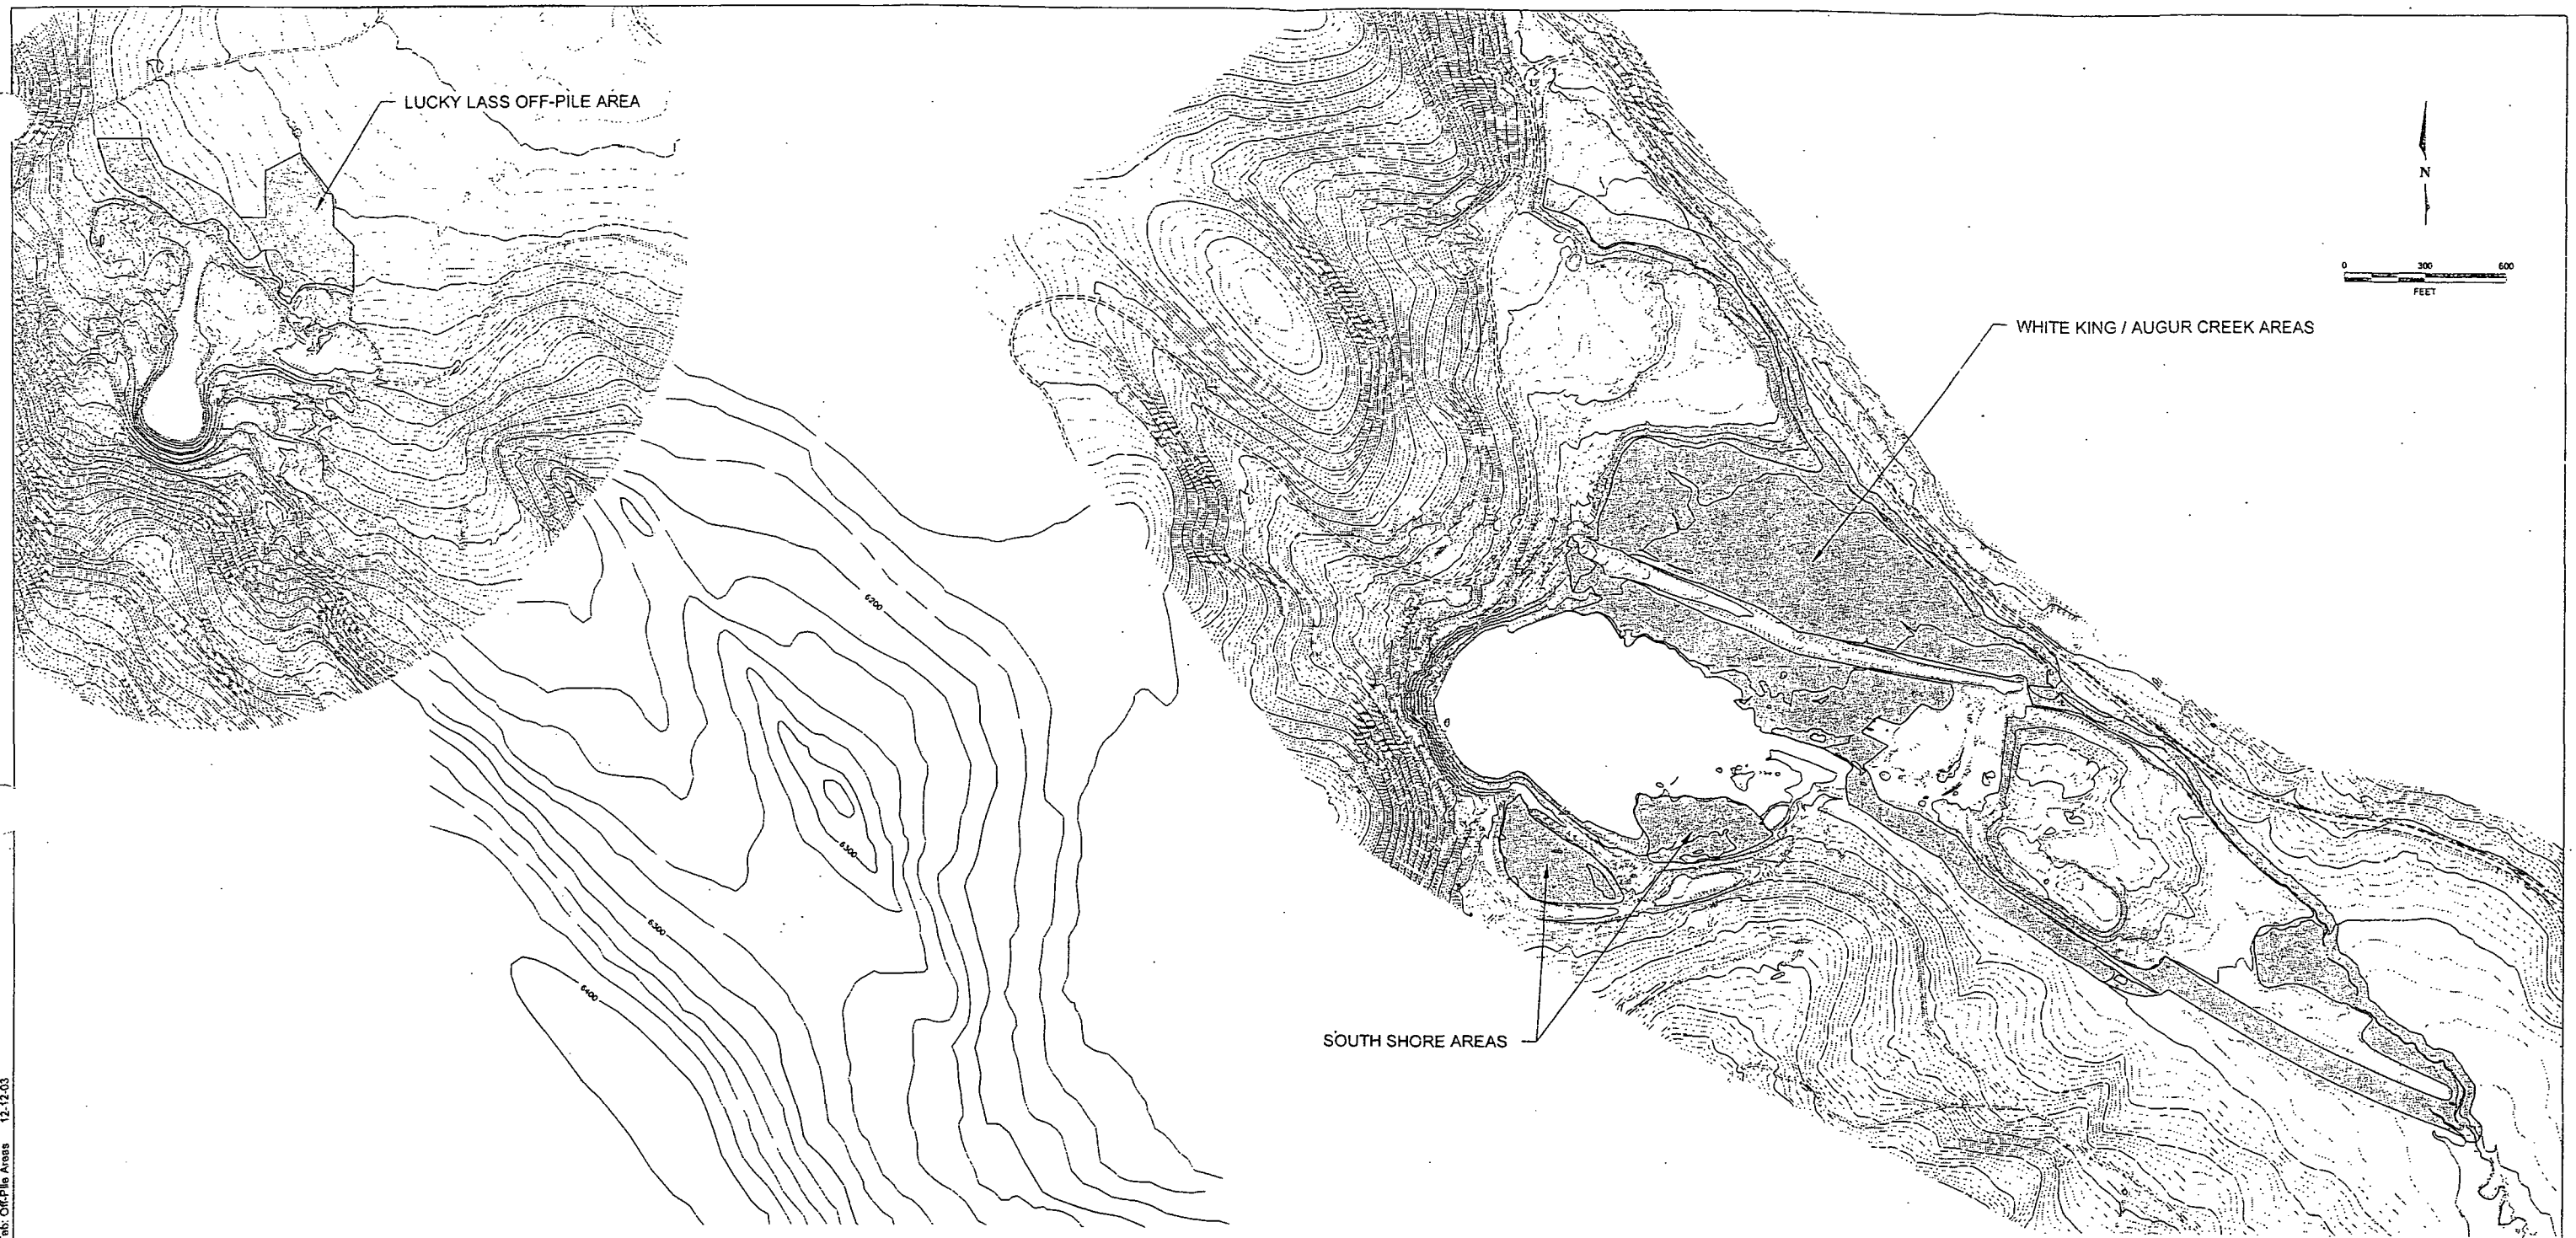 LUCKY LASS OFF-PILE AREA
N
0 300 600
FEET
WHITE KING / AUGUR CREEK AREAS
6200
6300
6300
6400
SOUTH SHORE AREAS
Off-Pile Areas 12-12-03